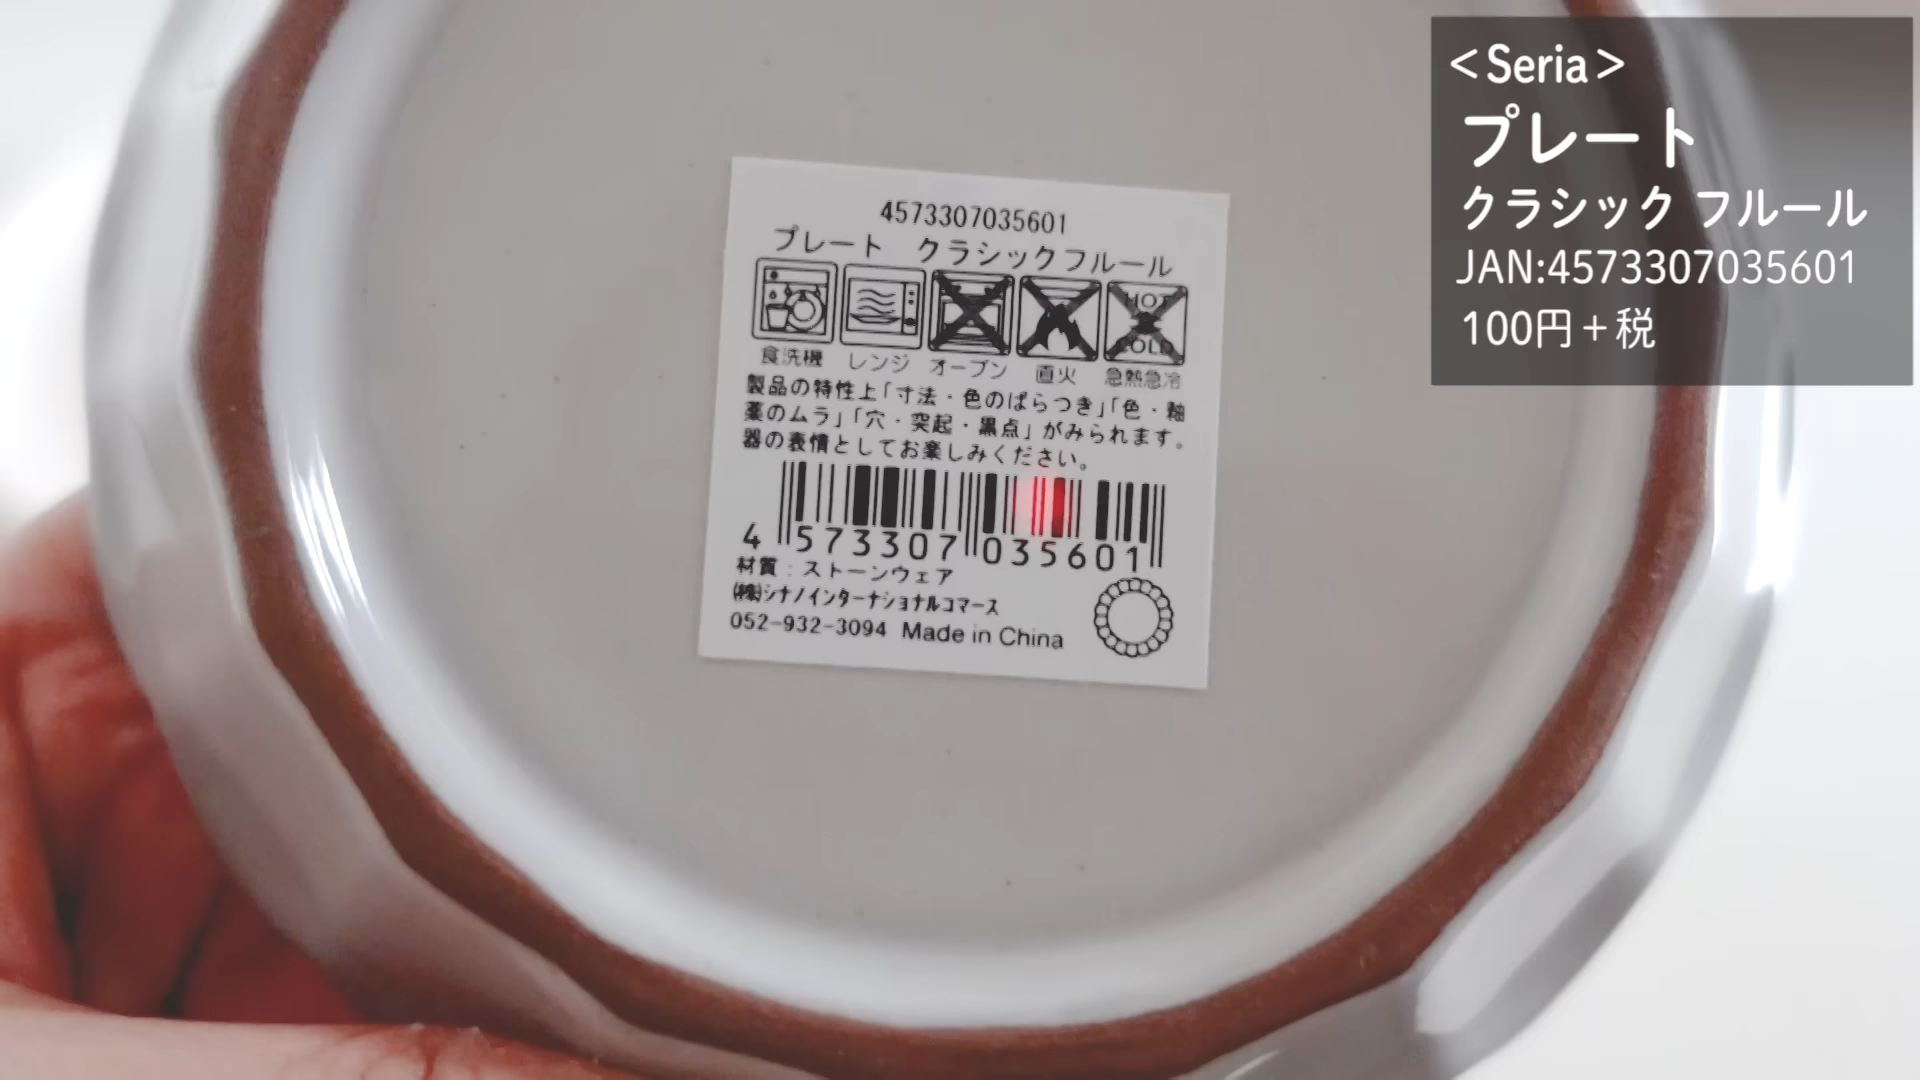 <Seria>
プレート
クラシック フルール
JAN:4573307035601
100円+税
4573307035601
プレート クラシックフルール
HOT
COLD
食洗機 レンジ オーブン 直火 急熱急冷
製品の特性上「寸法・色のばらつき」「色・釉
薬のムラ」「穴・突起・黒点」がみられます。
器の表情としてお楽しみください。
4 573307 035601
材質:ストーンウェア
㈱シナノインターナショナルコマース
052-932-3094 Made in China